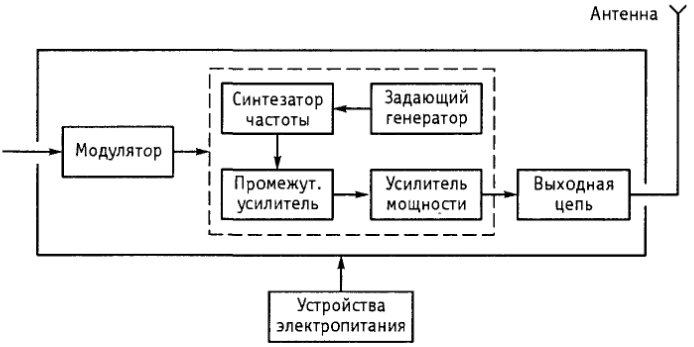 Антенна
Синтезатор
частоты
Задающий
генератор
Модулятор
Промежут.
усилитель
Усилитель
мощности
Выходная
цепь
Устройства
электропитания